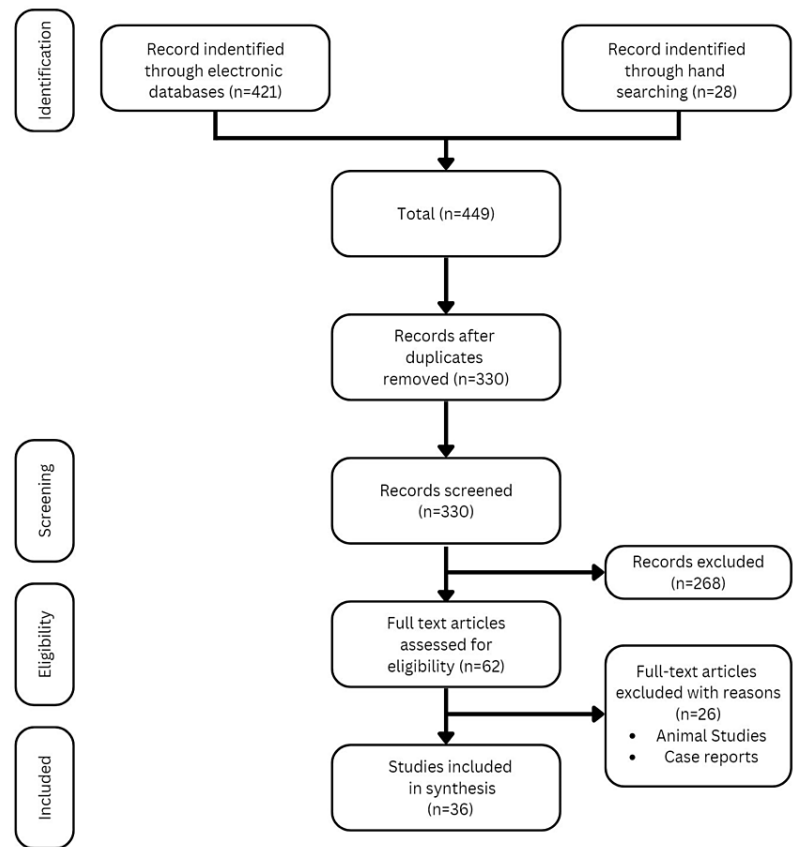 Identification
Record indentified
through electronic
databases (n=421)
Record indentified
through hand
searching (n=28)
Total (n=449)
Records after
duplicates
removed (n=330)
Screening
Records screened
(n=330)
Records excluded
(n=268)
Eligibility
Full text articles
assessed for
eligibility (n=62)
Full-text articles
excluded with reasons
(n=26)
• Animal Studies
• Case reports
Included
Studies included
in synthesis
(n=36)